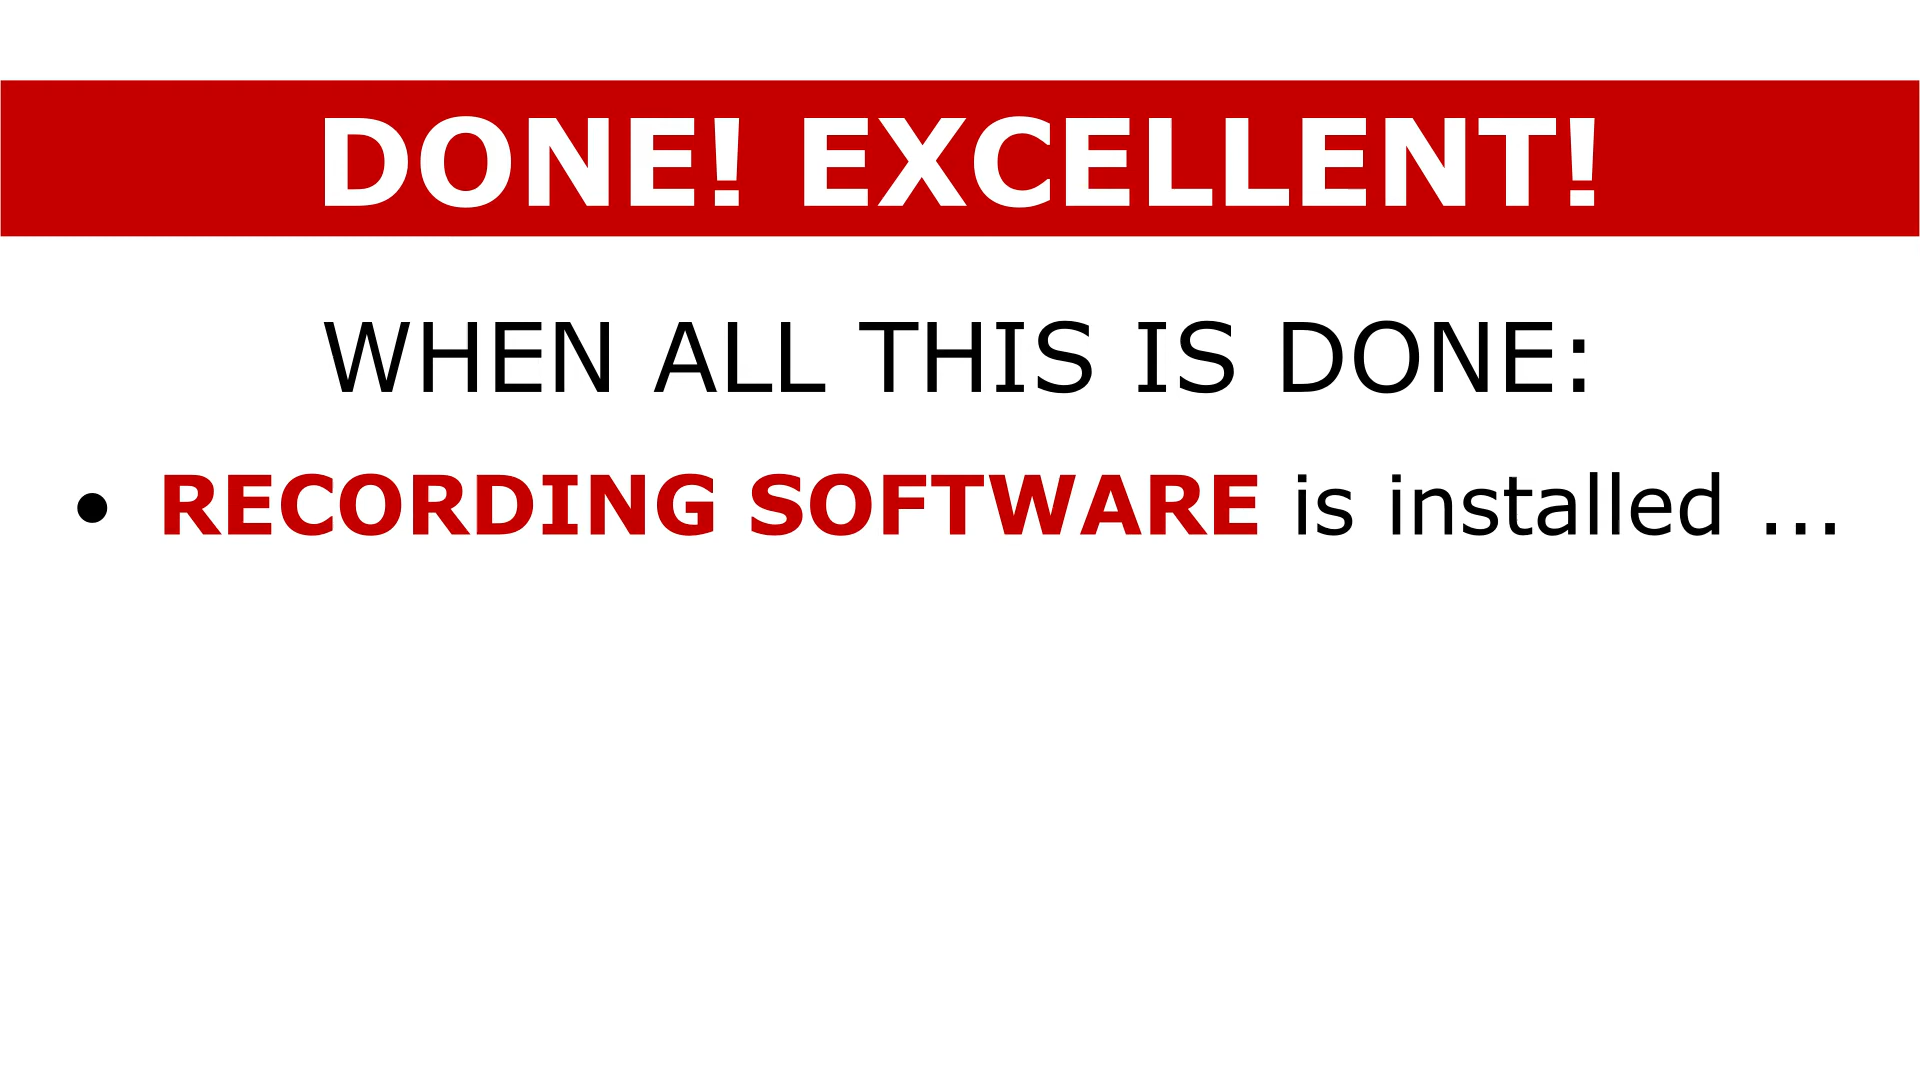 DONE! EXCELLENT!
WHEN ALL THIS IS DONE:
• RECORDING SOFTWARE is installed ...